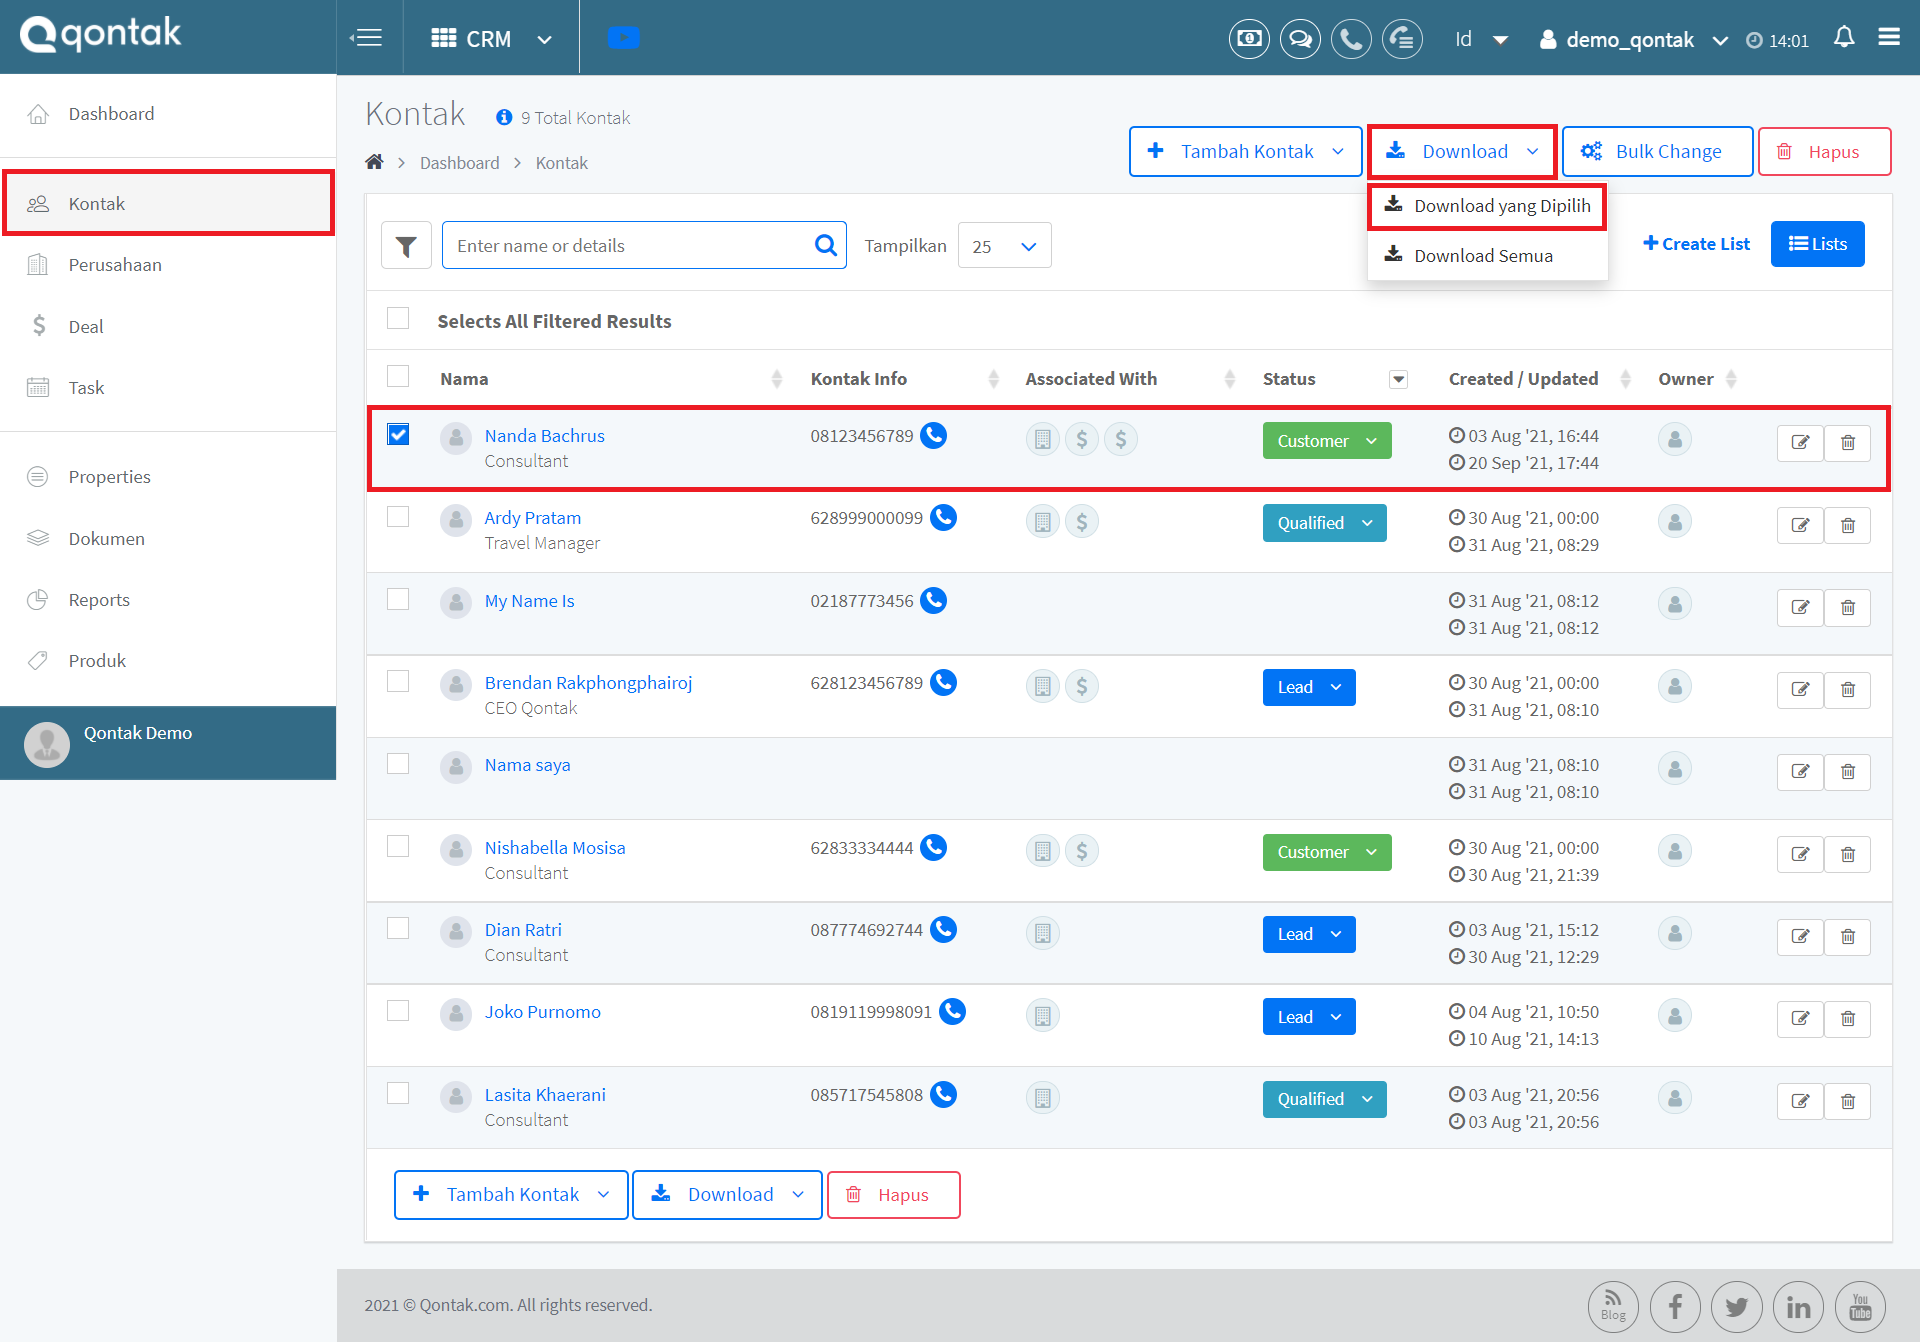 qontak
CRM
Id
demo_qontak
14:01
Dashboard
Kontak
Perusahaan
Deal
Task
Properties
Dokumen
Reports
Produk
Qontak Demo
Kontak
9 Total Kontak
Dashboard > Kontak
Tambah Kontak
Download
Bulk Change
Hapus
Download yang Dipilih
Download Semua
Enter name or details
Tampilkan
25
Create List
Lists
Selects All Filtered Results
Nama Kontak Info Associated With Status Created / Updated Owner
Nanda Bachrus 08123456789 Customer 03 Aug '21, 16:44
Consultant 20 Sep '21, 17:44
Ardy Pratam 628999000099 Qualified 30 Aug '21, 00:00
Travel Manager 31 Aug '21, 08:29
My Name Is 02187773456 31 Aug '21, 08:12
31 Aug '21, 08:12
Brendan Rakphongphairoj 628123456789 Lead 30 Aug '21, 00:00
CEO Qontak 31 Aug '21, 08:10
Nama saya 31 Aug '21, 08:10
31 Aug '21, 08:10
Nishabella Mosisa 62833334444 Customer 30 Aug '21, 00:00
Consultant 30 Aug '21, 21:39
Dian Ratri 087774692744 Lead 03 Aug '21, 15:12
Consultant 30 Aug '21, 12:29
Joko Purnomo 0819119998091 Lead 04 Aug '21, 10:50
10 Aug '21, 14:13
Lasita Khaerani 085717545808 Qualified 03 Aug '21, 20:56
Consultant 03 Aug '21, 20:56
Tambah Kontak
Download
Hapus
2021 © Qontak.com. All rights reserved.
Blog
You
Tube